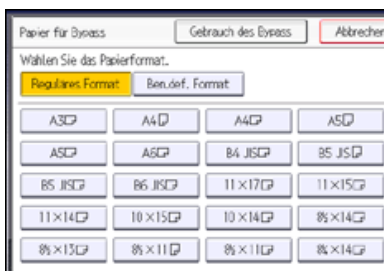 Papier für Bypass Gebrauch des Bypass Abbrechen
Wählen Sie das Papierformat.
Reguläres Format Ben.def. Format
A3 A4 A4 A5
A5 A6 B4 JIS B5 JIS
B5 JIS B6 JIS 11×17 11×15
11×14 10×15 10×14 8½×14
8½×13 8½×11 8½×11 8¼×14